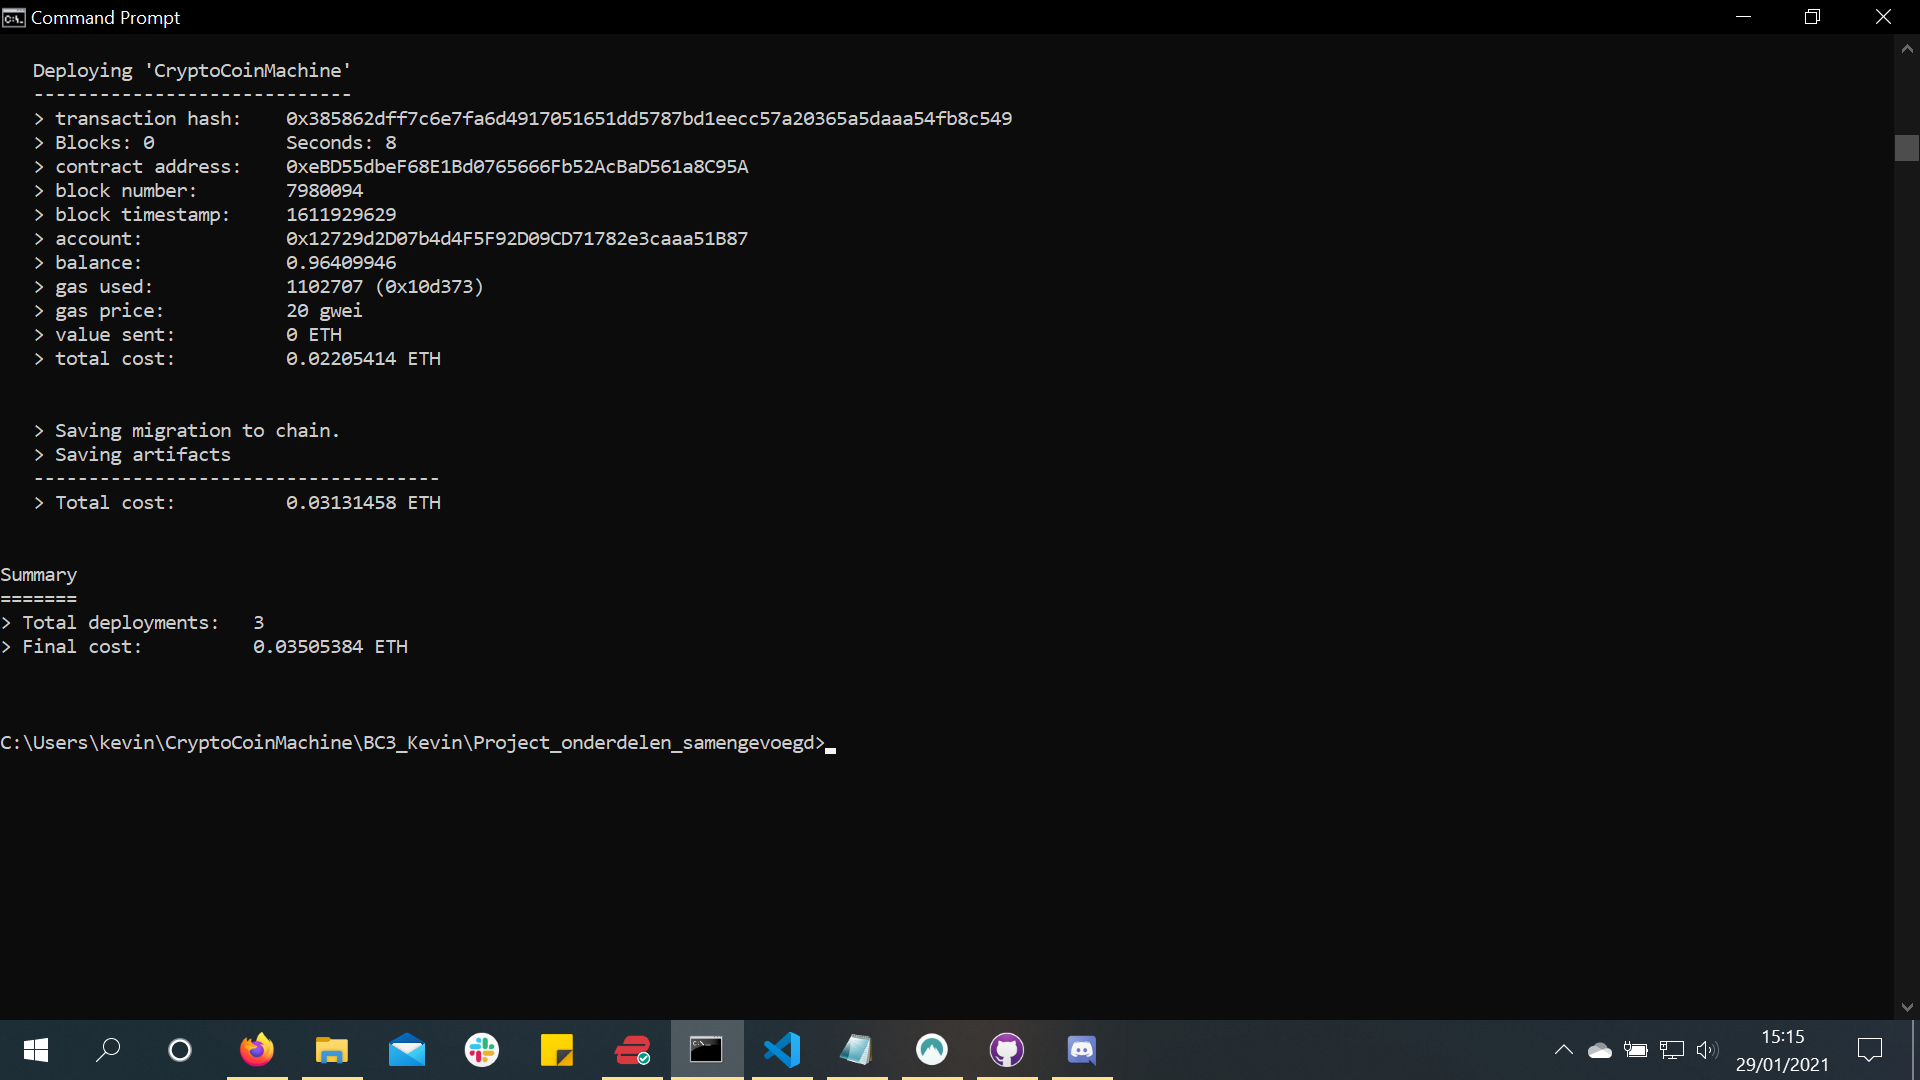 Command Prompt
Deploying 'CryptoCoinMachine'
-----------------------------
> transaction hash:    0x385862dff7c6e7fa6d4917051651dd5787bd1eecc57a20365a5daaa54fb8c549
> Blocks: 0            Seconds: 8
> contract address:    0xeBD55dbeF68E1Bd0765666Fb52AcBaD561a8C95A
> block number:        7980094
> block timestamp:     1611929629
> account:             0x12729d2D07b4d4F5F92D09CD71782e3caaa51B87
> balance:             0.96409946
> gas used:            1102707 (0x10d373)
> gas price:           20 gwei
> value sent:          0 ETH
> total cost:          0.02205414 ETH
> Saving migration to chain.
> Saving artifacts
-------------------------------------
> Total cost:          0.03131458 ETH
Summary
=======
> Total deployments:   3
> Final cost:          0.03505384 ETH
C:\Users\kevin\CryptoCoinMachine\BC3_Kevin\Project_onderdelen_samengevoegd>
15:15
29/01/2021